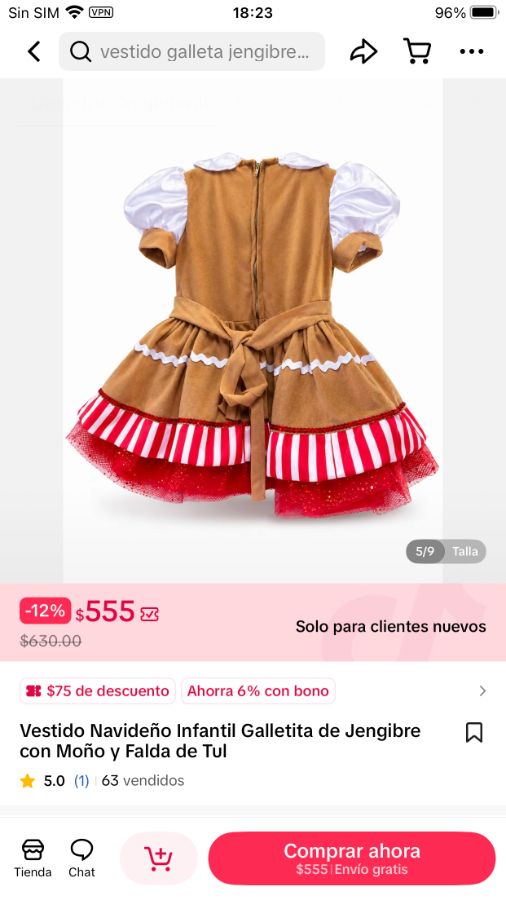 Sin SIM VPN 18:23 96%
vestido galleta jengibre...
5/9 Talla
-12% $555
$630.00
Solo para clientes nuevos
$75 de descuento Ahorra 6% con bono
Vestido Navideño Infantil Galletita de Jengibre
con Moño y Falda de Tul
5.0 (1) 63 vendidos
Tienda Chat
Comprar ahora
$555 Envío gratis